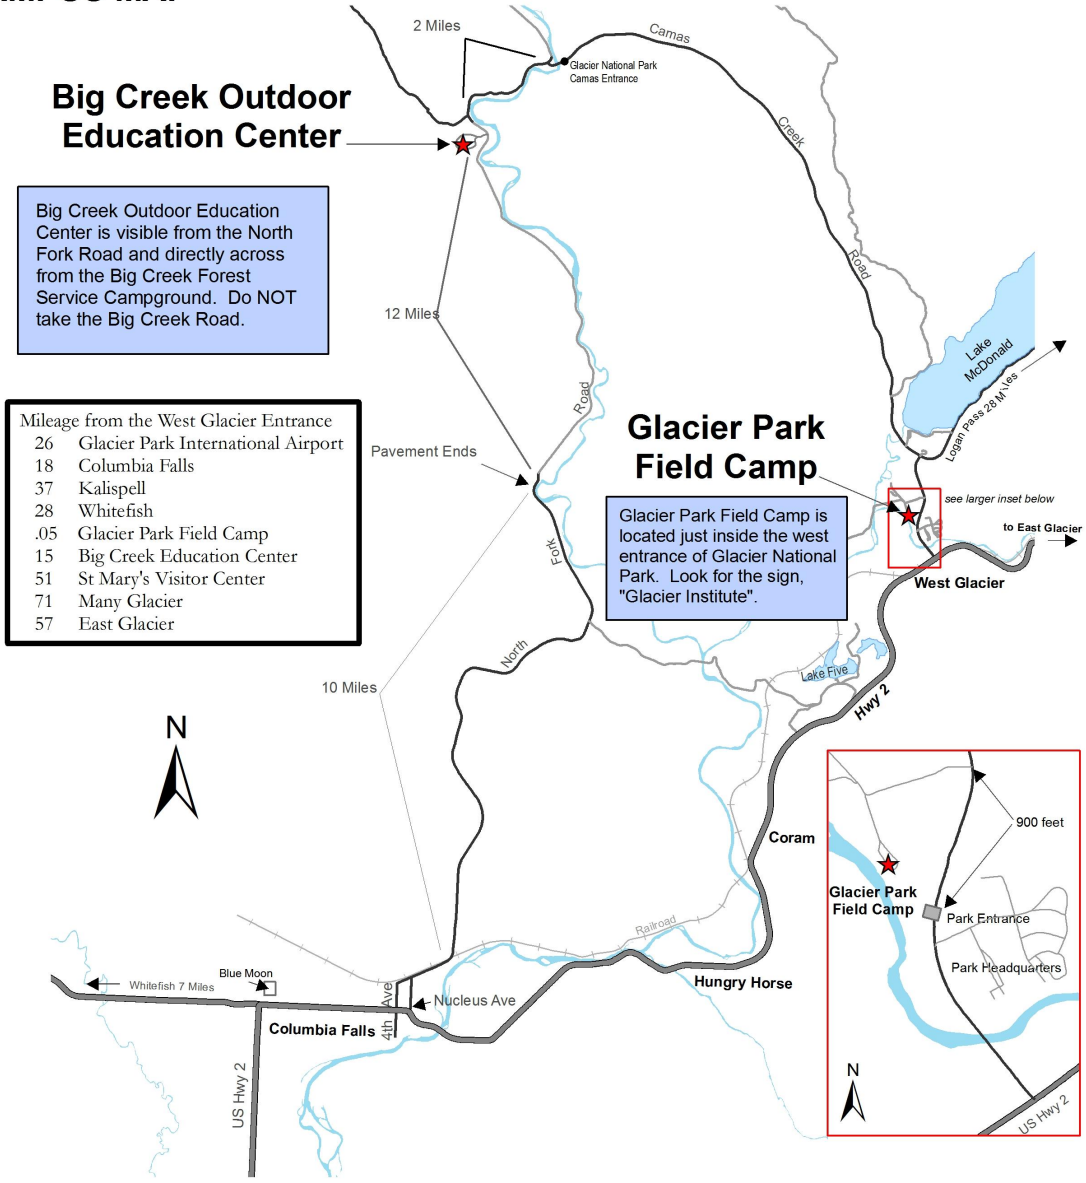 2 Miles
Camas
Glacier National Park
Camas Entrance
Big Creek Outdoor
Education Center
Creek
Big Creek Outdoor Education
Center is visible from the North
Fork Road and directly across
from the Big Creek Forest
Service Campground. Do NOT
take the Big Creek Road.
Road
12 Miles
Lake
McDonald
Logan Pass 28 Miles
Road
Mileage from the West Glacier Entrance
26 Glacier Park International Airport
18 Columbia Falls
37 Kalispell
28 Whitefish
.05 Glacier Park Field Camp
15 Big Creek Education Center
51 St Mary's Visitor Center
71 Many Glacier
57 East Glacier
Pavement Ends
Glacier Park
Field Camp
see larger inset below
Glacier Park Field Camp is
located just inside the west
entrance of Glacier National
Park. Look for the sign,
"Glacier Institute".
to East Glacier
West Glacier
Fork
North
Lake Five
Hwy 2
10 Miles
N
Coram
900 feet
Glacier Park
Field Camp
Park Entrance
Park Headquarters
N
US Hwy 2
Railroad
Hungry Horse
Blue Moon
Whitefish 7 Miles
Nucleus Ave
4th Ave
Columbia Falls
US Hwy 2